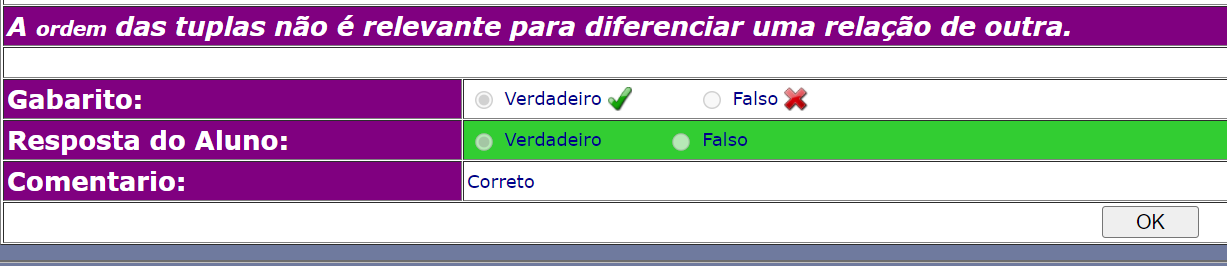 A ordem das tuplas não é relevante para diferenciar uma relação de outra.
Gabarito: Verdadeiro Falso
Resposta do Aluno: Verdadeiro Falso
Comentario: Correto
OK